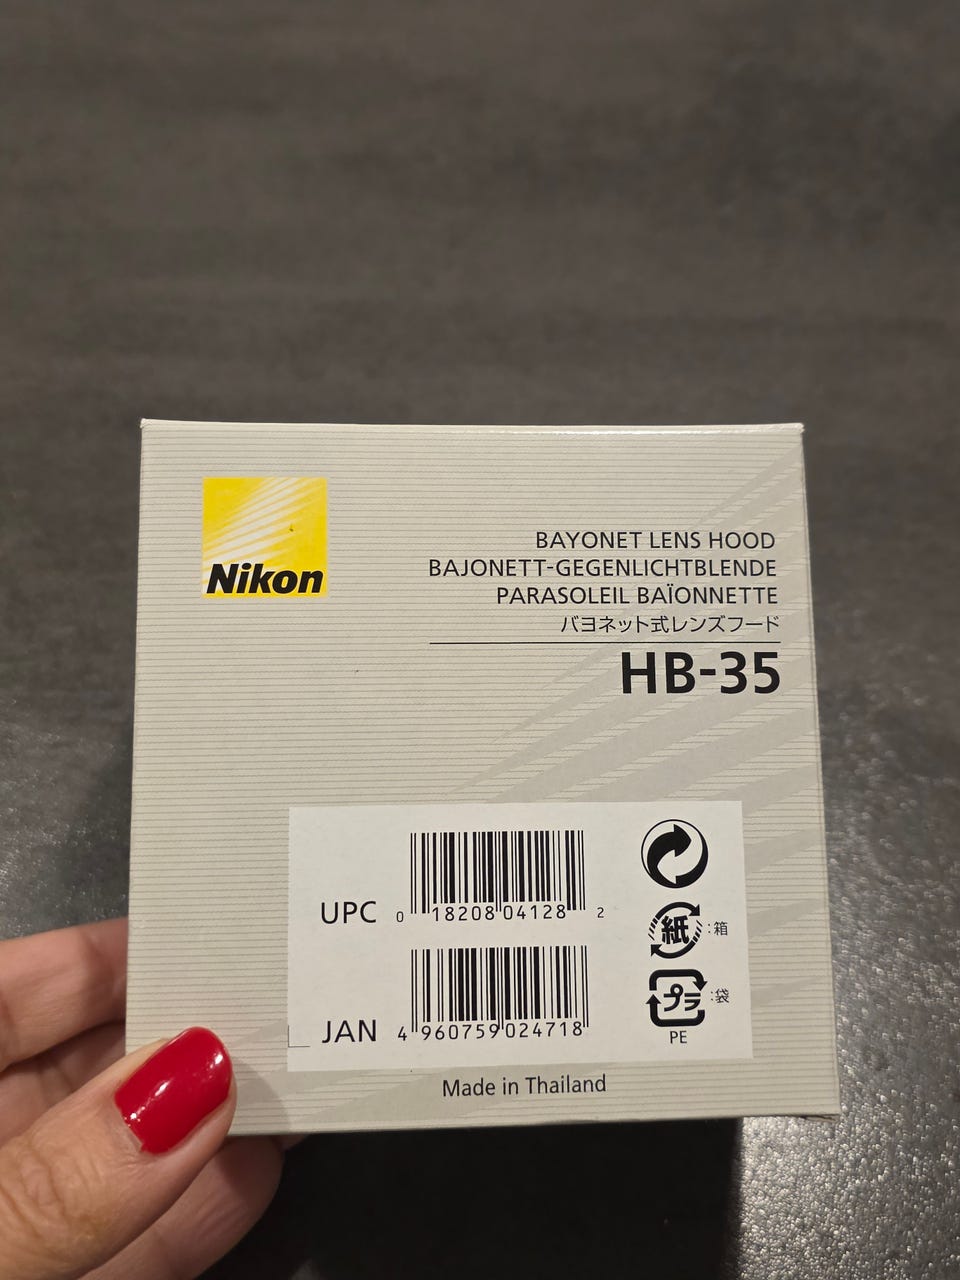 Nikon
BAYONET LENS HOOD
BAJONETT-GEGENLICHTBLENDE
PARASOLEIL BAÏONNETTE
バヨネット式レンズフード
HB-35
UPC 0 18208 04128 2
JAN 4 960759 024718
紙 :箱
プラ :袋
PE
Made in Thailand